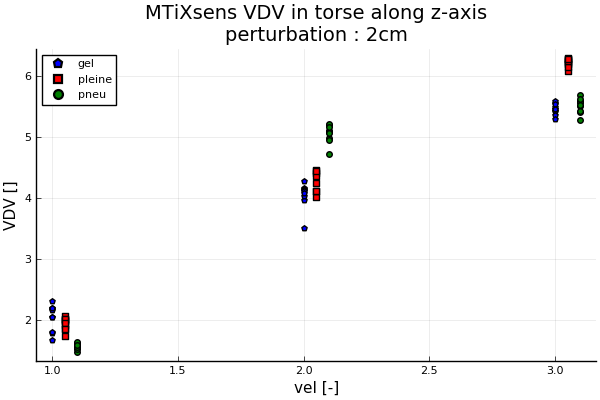 MTiXsens VDV in torse along z-axis
perturbation : 2cm
gel
pleine
pneu
VDV []
6
5
4
3
2
1.0 1.5 2.0 2.5 3.0
vel [-]